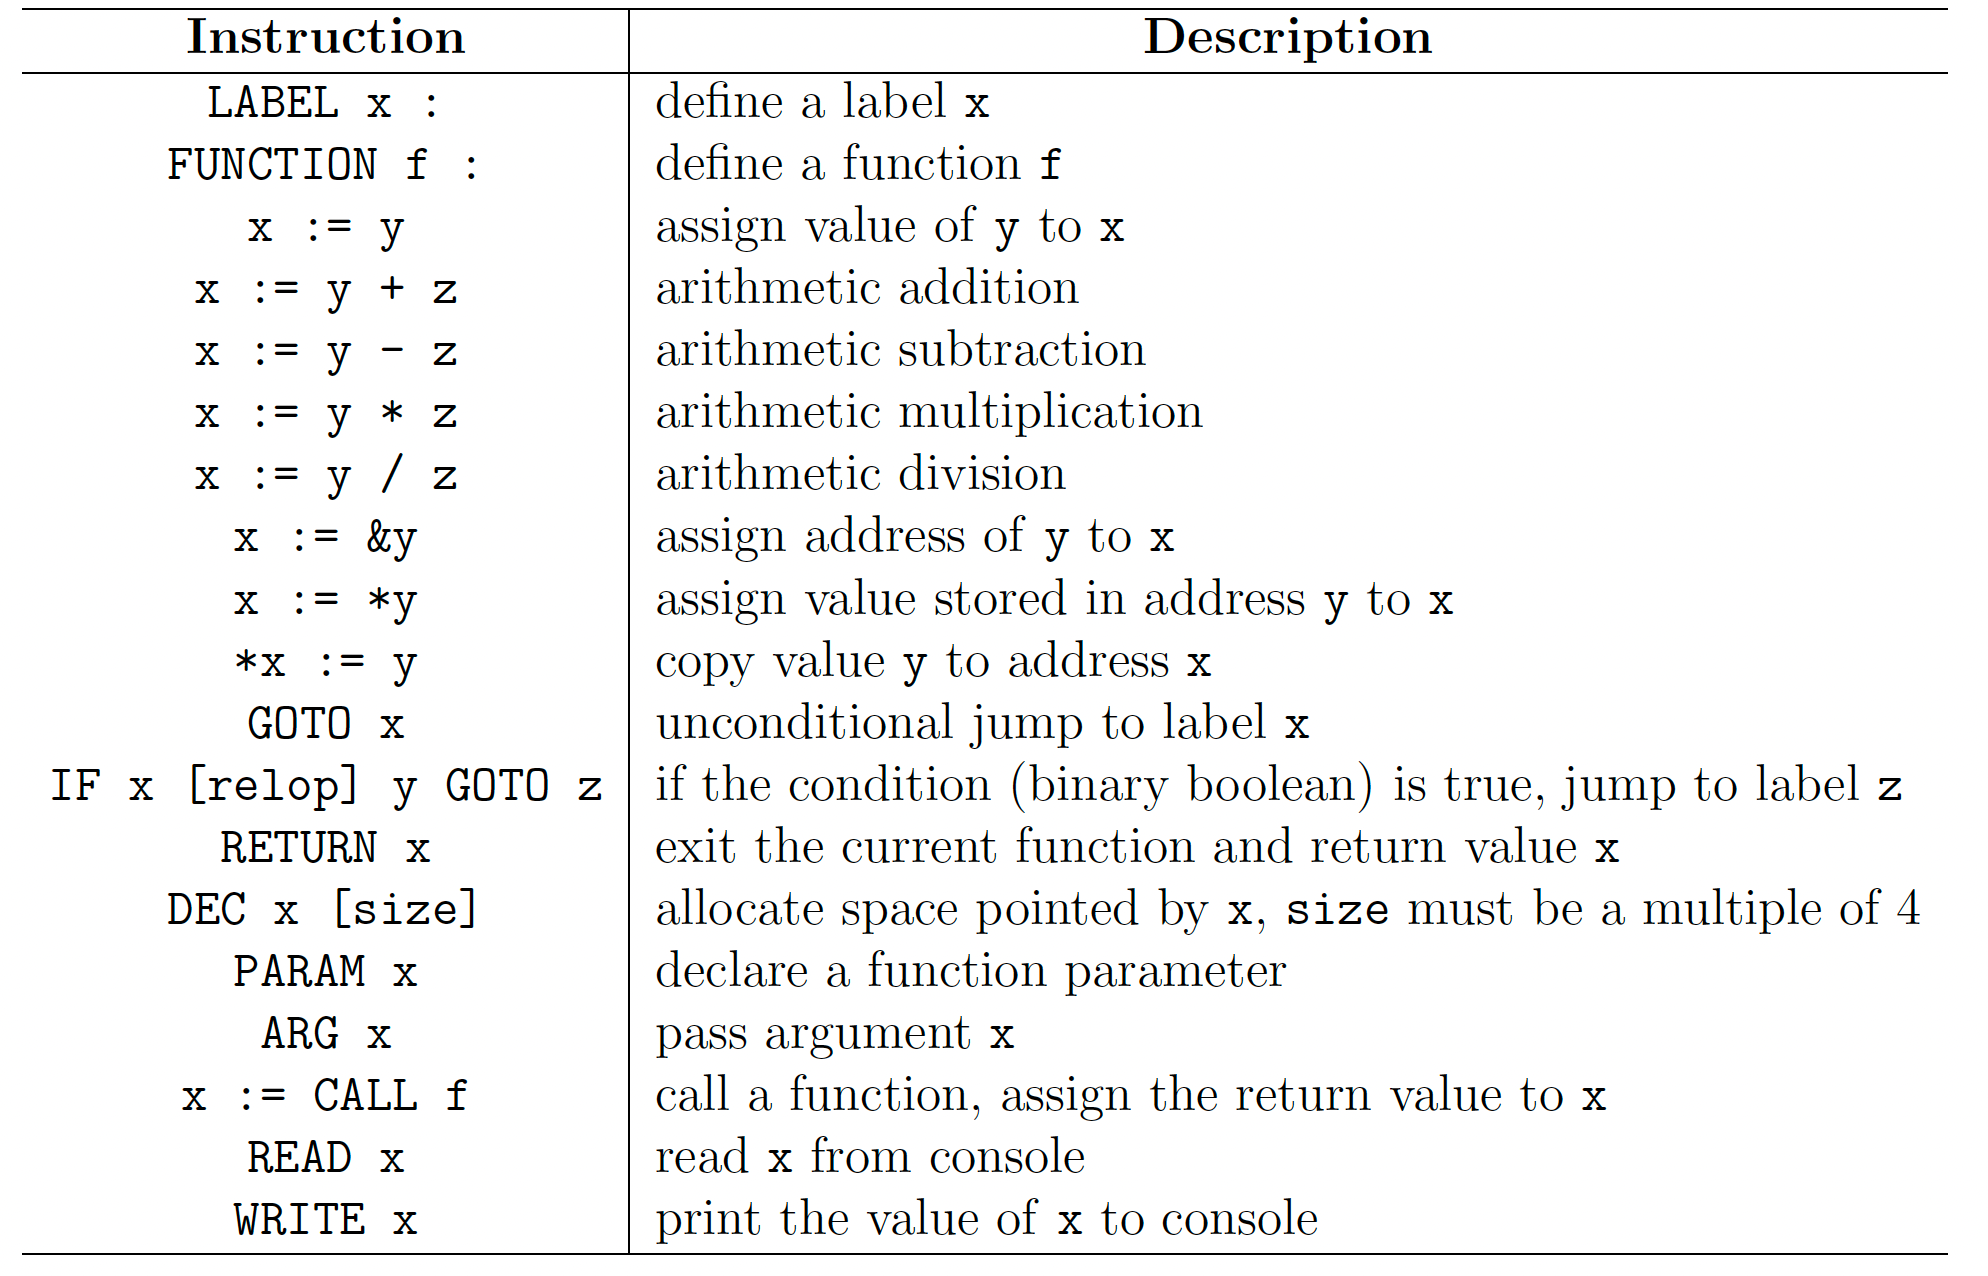 Instruction Description
LABEL x : define a label x
FUNCTION f : define a function f
x := y assign value of y to x
x := y + z arithmetic addition
x := y - z arithmetic subtraction
x := y * z arithmetic multiplication
x := y / z arithmetic division
x := &y assign address of y to x
x := *y assign value stored in address y to x
*x := y copy value y to address x
GOTO x unconditional jump to label x
IF x [relop] y GOTO z if the condition (binary boolean) is true, jump to label z
RETURN x exit the current function and return value x
DEC x [size] allocate space pointed by x, size must be a multiple of 4
PARAM x declare a function parameter
ARG x pass argument x
x := CALL f call a function, assign the return value to x
READ x read x from console
WRITE x print the value of x to console